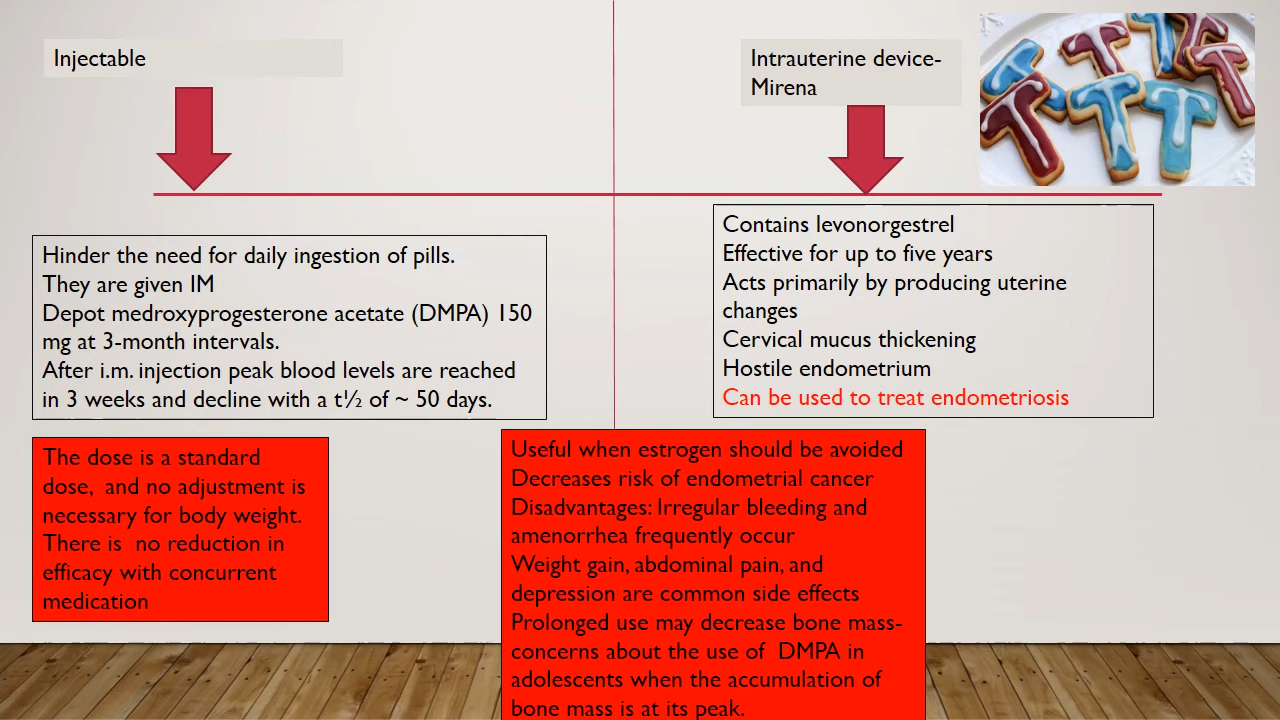 Injectable
Intrauterine device-
Mirena
Hinder the need for daily ingestion of pills.
They are given IM
Depot medroxyprogesterone acetate (DMPA) 150
mg at 3-month intervals.
After i.m. injection peak blood levels are reached
in 3 weeks and decline with a t½ of ~ 50 days.
Contains levonorgestrel
Effective for up to five years
Acts primarily by producing uterine
changes
Cervical mucus thickening
Hostile endometrium
Can be used to treat endometriosis
The dose is a standard
dose, and no adjustment is
necessary for body weight.
There is no reduction in
efficacy with concurrent
medication
Useful when estrogen should be avoided
Decreases risk of endometrial cancer
Disadvantages: Irregular bleeding and
amenorrhea frequently occur
Weight gain, abdominal pain, and
depression are common side effects
Prolonged use may decrease bone mass-
concerns about the use of DMPA in
adolescents when the accumulation of
bone mass is at its peak.